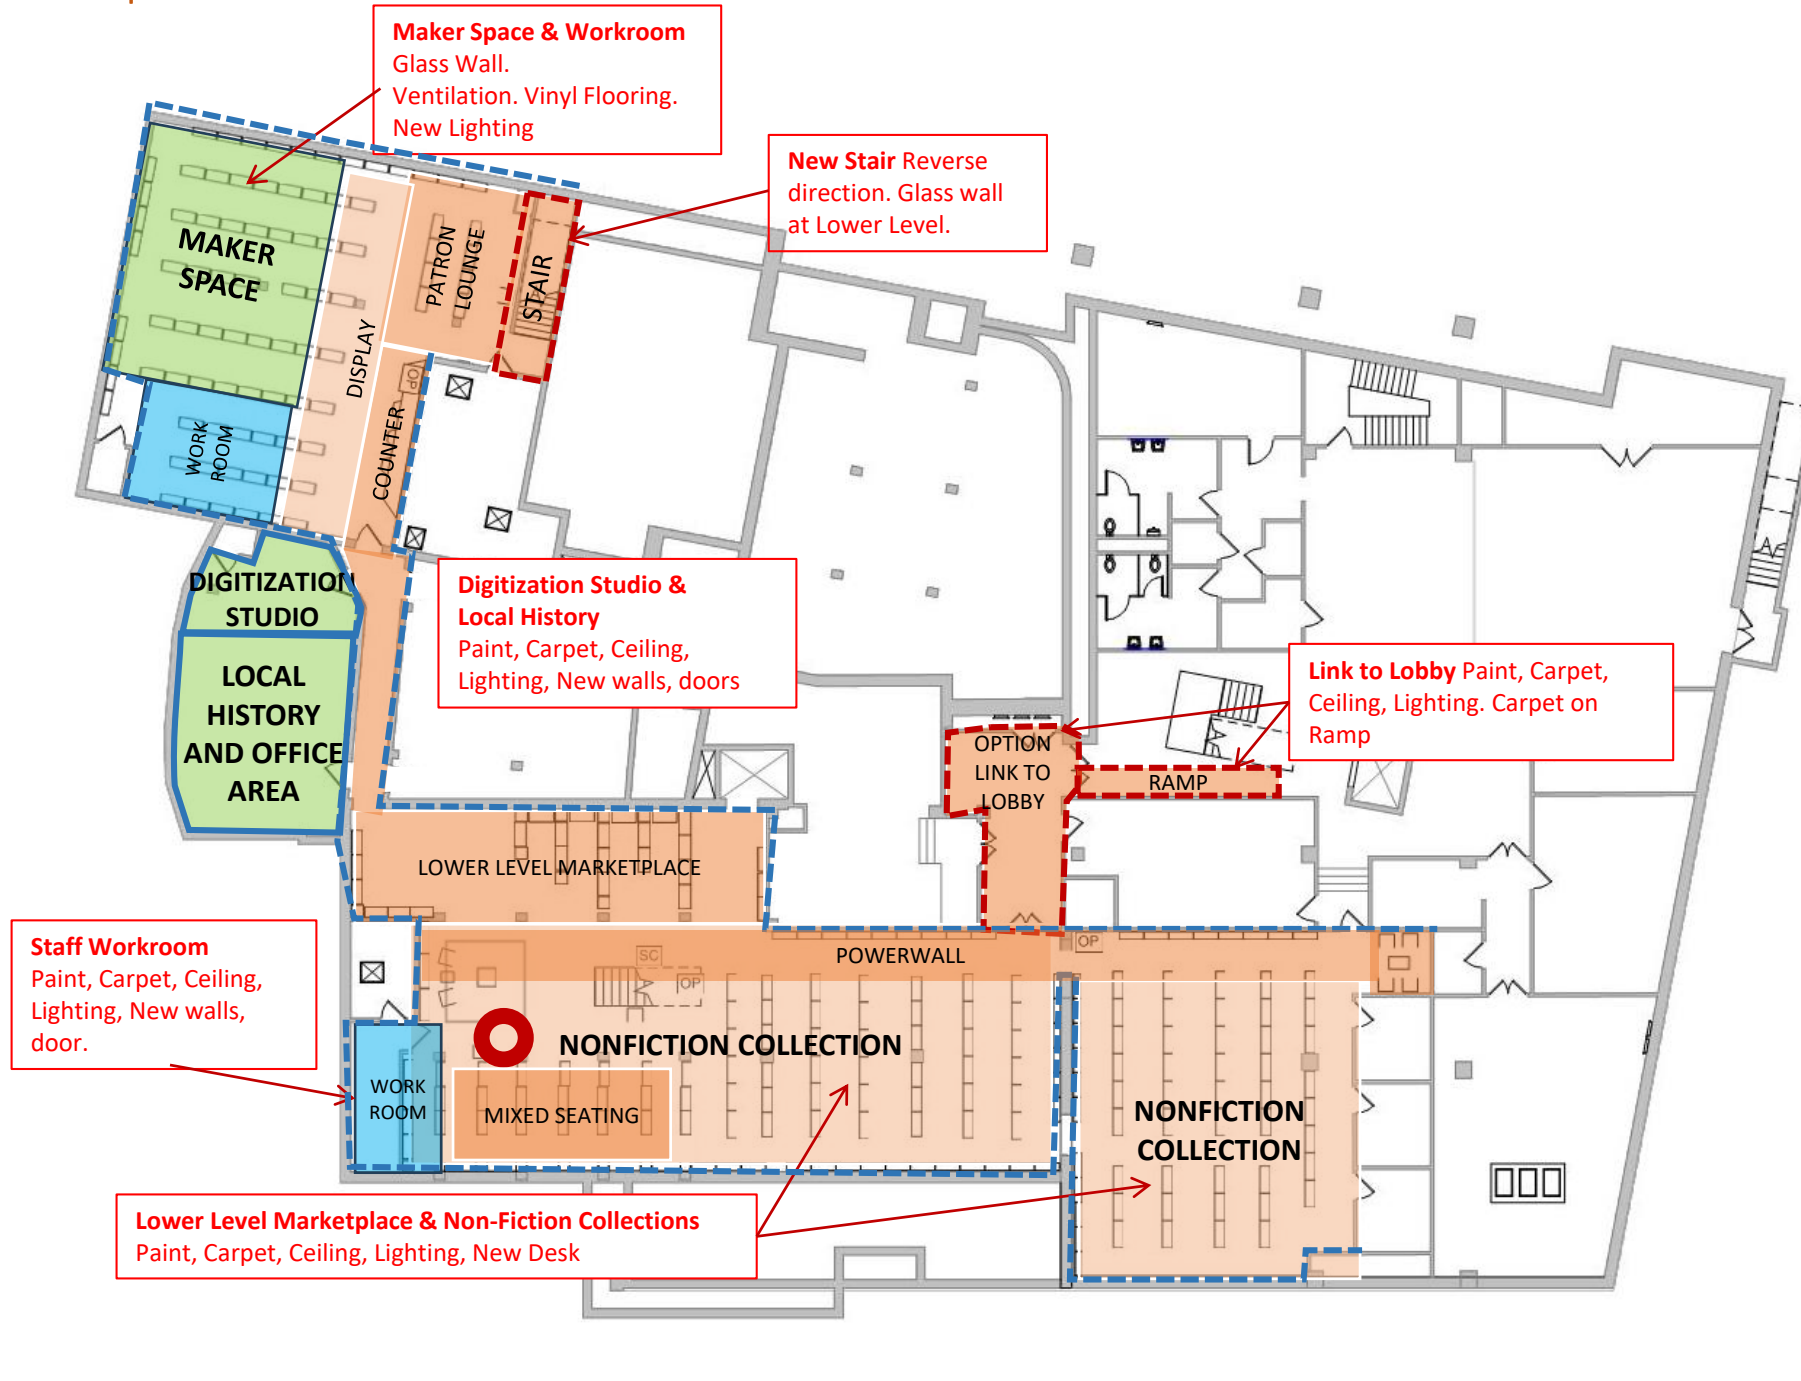 Maker Space & Workroom
Glass Wall.
Ventilation. Vinyl Flooring.
New Lighting
New Stair Reverse
direction. Glass wall
at Lower Level.
MAKER
SPACE
DISPLAY
PATRON
LOUNGE
STAIR
WORK
ROOM
COUNTER
OP
DIGITIZATION
STUDIO
LOCAL
HISTORY
AND OFFICE
AREA
Digitization Studio &
Local History
Paint, Carpet, Ceiling,
Lighting, New walls, doors
Link to Lobby Paint, Carpet,
Ceiling, Lighting. Carpet on
Ramp
OPTION
LINK TO
LOBBY
RAMP
LOWER LEVEL MARKETPLACE
Staff Workroom
Paint, Carpet, Ceiling,
Lighting, New walls,
door.
POWERWALL
SC
OP
OP
NONFICTION COLLECTION
WORK
ROOM
MIXED SEATING
NONFICTION
COLLECTION
Lower Level Marketplace & Non-Fiction Collections
Paint, Carpet, Ceiling, Lighting, New Desk